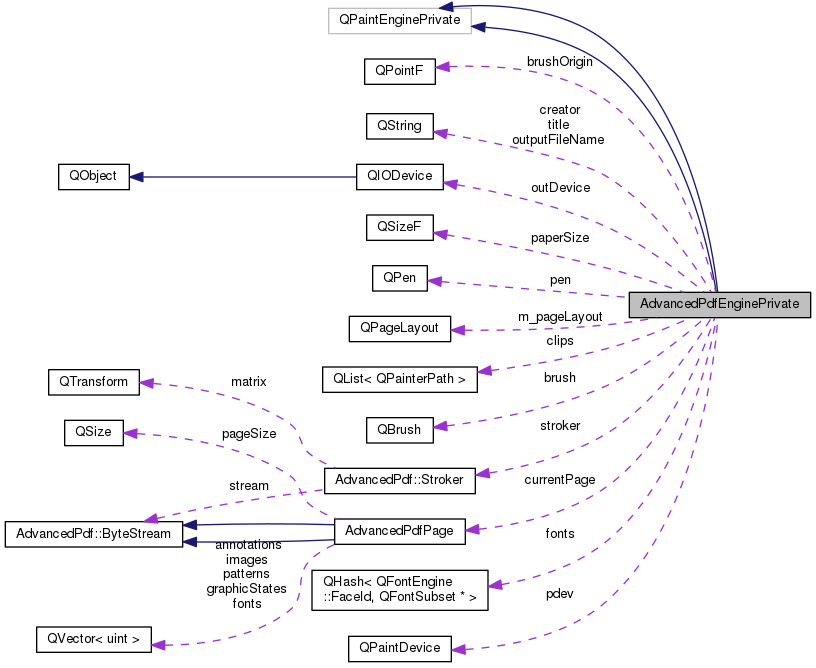 QPaintEnginePrivate
brushOrigin
QPointF
creator
title
outputFileName
QString
QObject
QIODevice
outDevice
QSizeF
paperSize
QPen
pen
AdvancedPdfEnginePrivate
QPageLayout
m_pageLayout
clips
QList< QPainterPath >
QTransform
matrix
brush
QBrush
QSize
pageSize
stroker
AdvancedPdf::Stroker
stream
currentPage
AdvancedPdf::ByteStream
AdvancedPdfPage
annotations
images
patterns
graphicStates
fonts
fonts
QHash< QFontEngine
::FaceId, QFontSubset * >
pdev
QVector< uint >
QPaintDevice